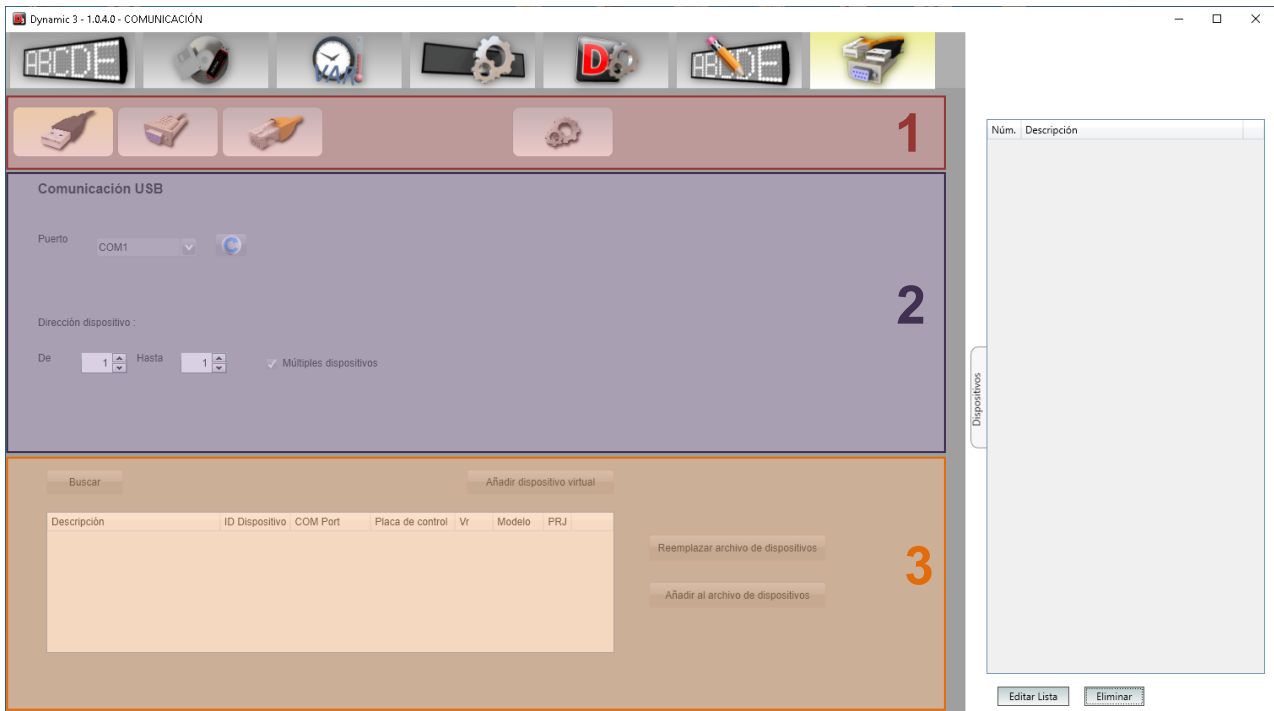 Dynamic 3 - 1.0.4.0 - COMUNICACIÓN
ABCDE
VAR
D
ABCDE
1
Comunicación USB
Puerto
COM1
2
Dirección dispositivo :
De 1 Hasta 1 Múltiples dispositivos
Buscar Añadir dispositivo virtual
Descripción ID Dispositivo COM Port Placa de control Vr Modelo PRJ
Reemplazar archivo de dispositivos
3
Añadir al archivo de dispositivos
Dispositivos
Núm. Descripción
Editar Lista Eliminar